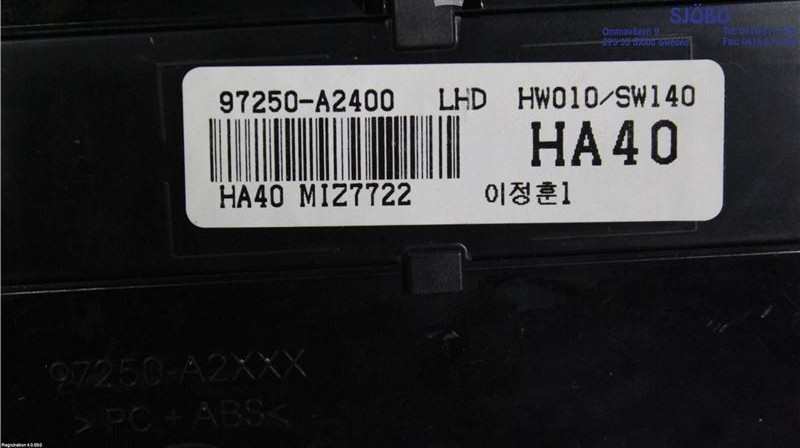 SJÖBO
97250-A2400 LHD HW010/SW140
HA40
HA40 MIZ7722 이정훈1
97250-A2XXX
>PC + ABS<